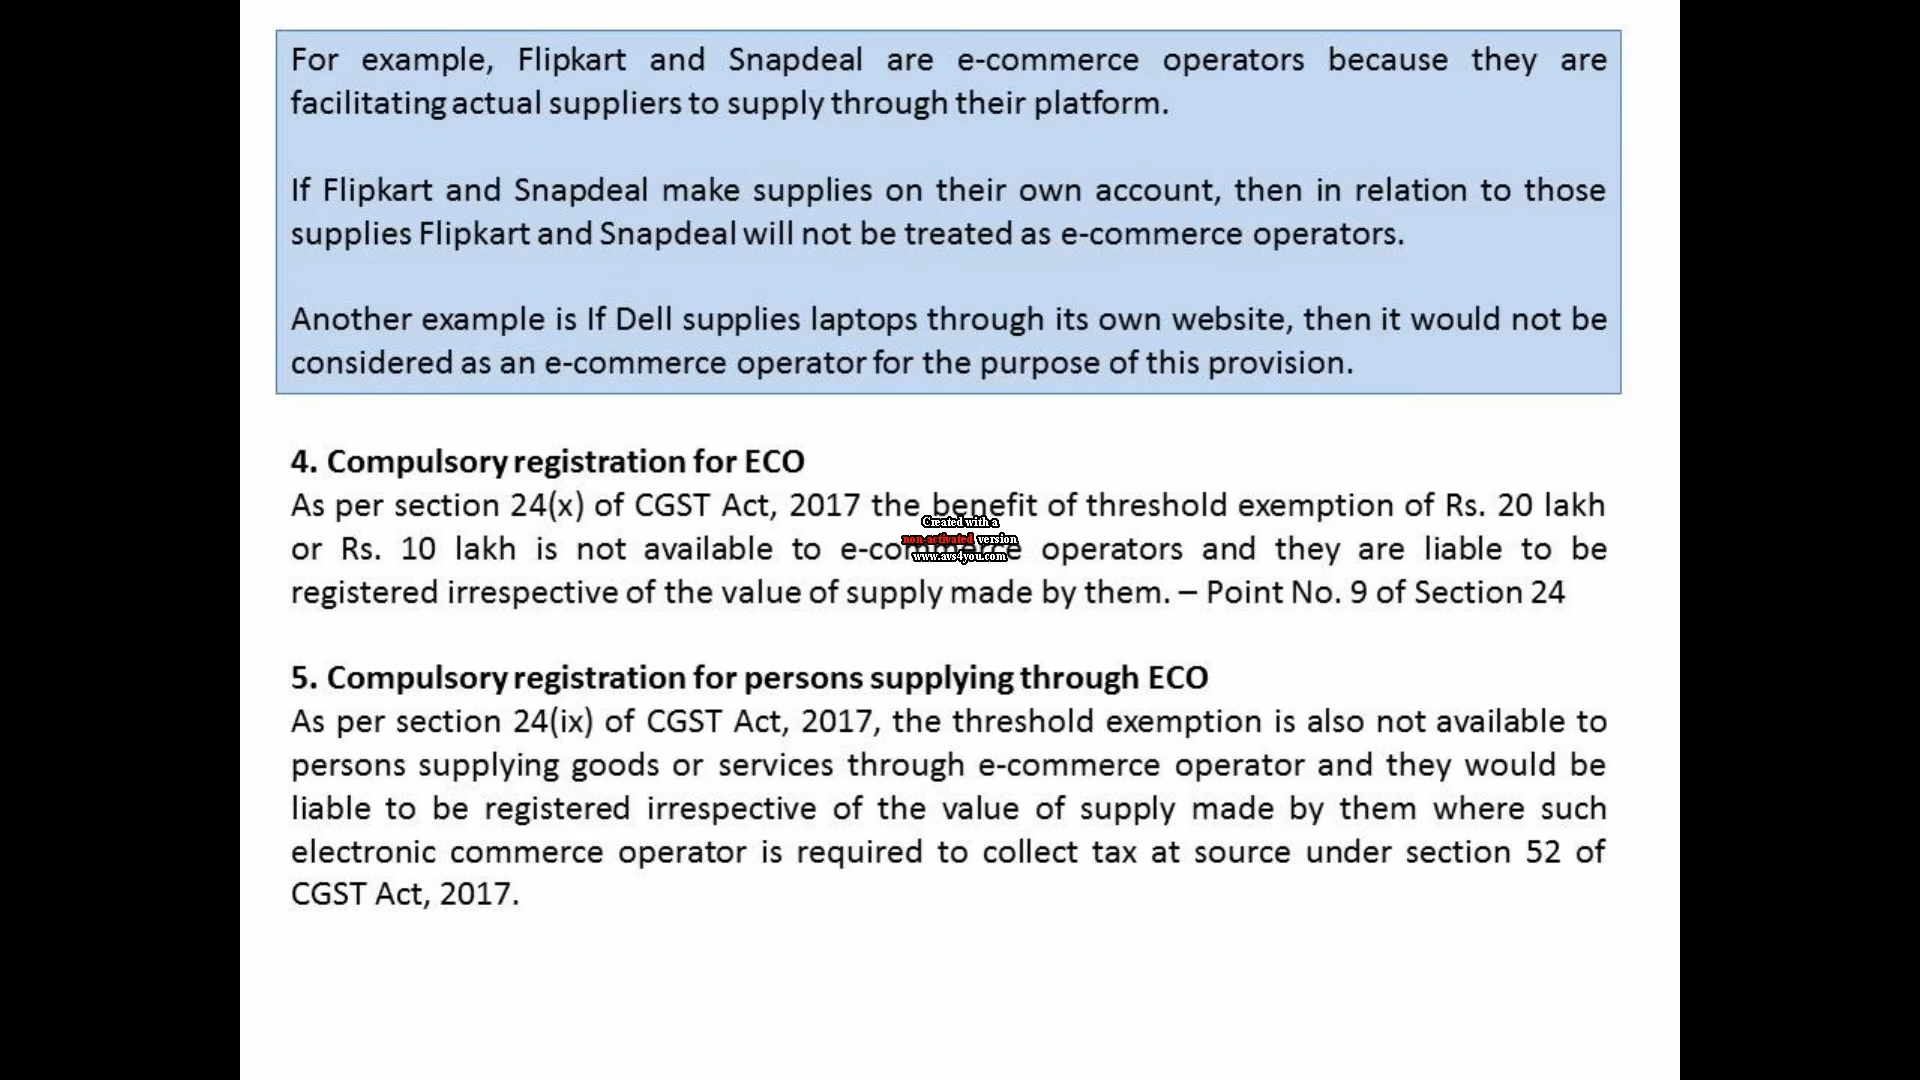 For example, Flipkart and Snapdeal are e-commerce operators because they are
facilitating actual suppliers to supply through their platform.
If Flipkart and Snapdeal make supplies on their own account, then in relation to those
supplies Flipkart and Snapdeal will not be treated as e-commerce operators.
Another example is If Dell supplies laptops through its own website, then it would not be
considered as an e-commerce operator for the purpose of this provision.
4. Compulsory registration for ECO
As per section 24(x) of CGST Act, 2017 the benefit of threshold exemption of Rs. 20 lakh
or Rs. 10 lakh is not available to e-commerce operators and they are liable to be
registered irrespective of the value of supply made by them. – Point No. 9 of Section 24
Created with a
non-activated version
www.avs4you.com
5. Compulsory registration for persons supplying through ECO
As per section 24(ix) of CGST Act, 2017, the threshold exemption is also not available to
persons supplying goods or services through e-commerce operator and they would be
liable to be registered irrespective of the value of supply made by them where such
electronic commerce operator is required to collect tax at source under section 52 of
CGST Act, 2017.